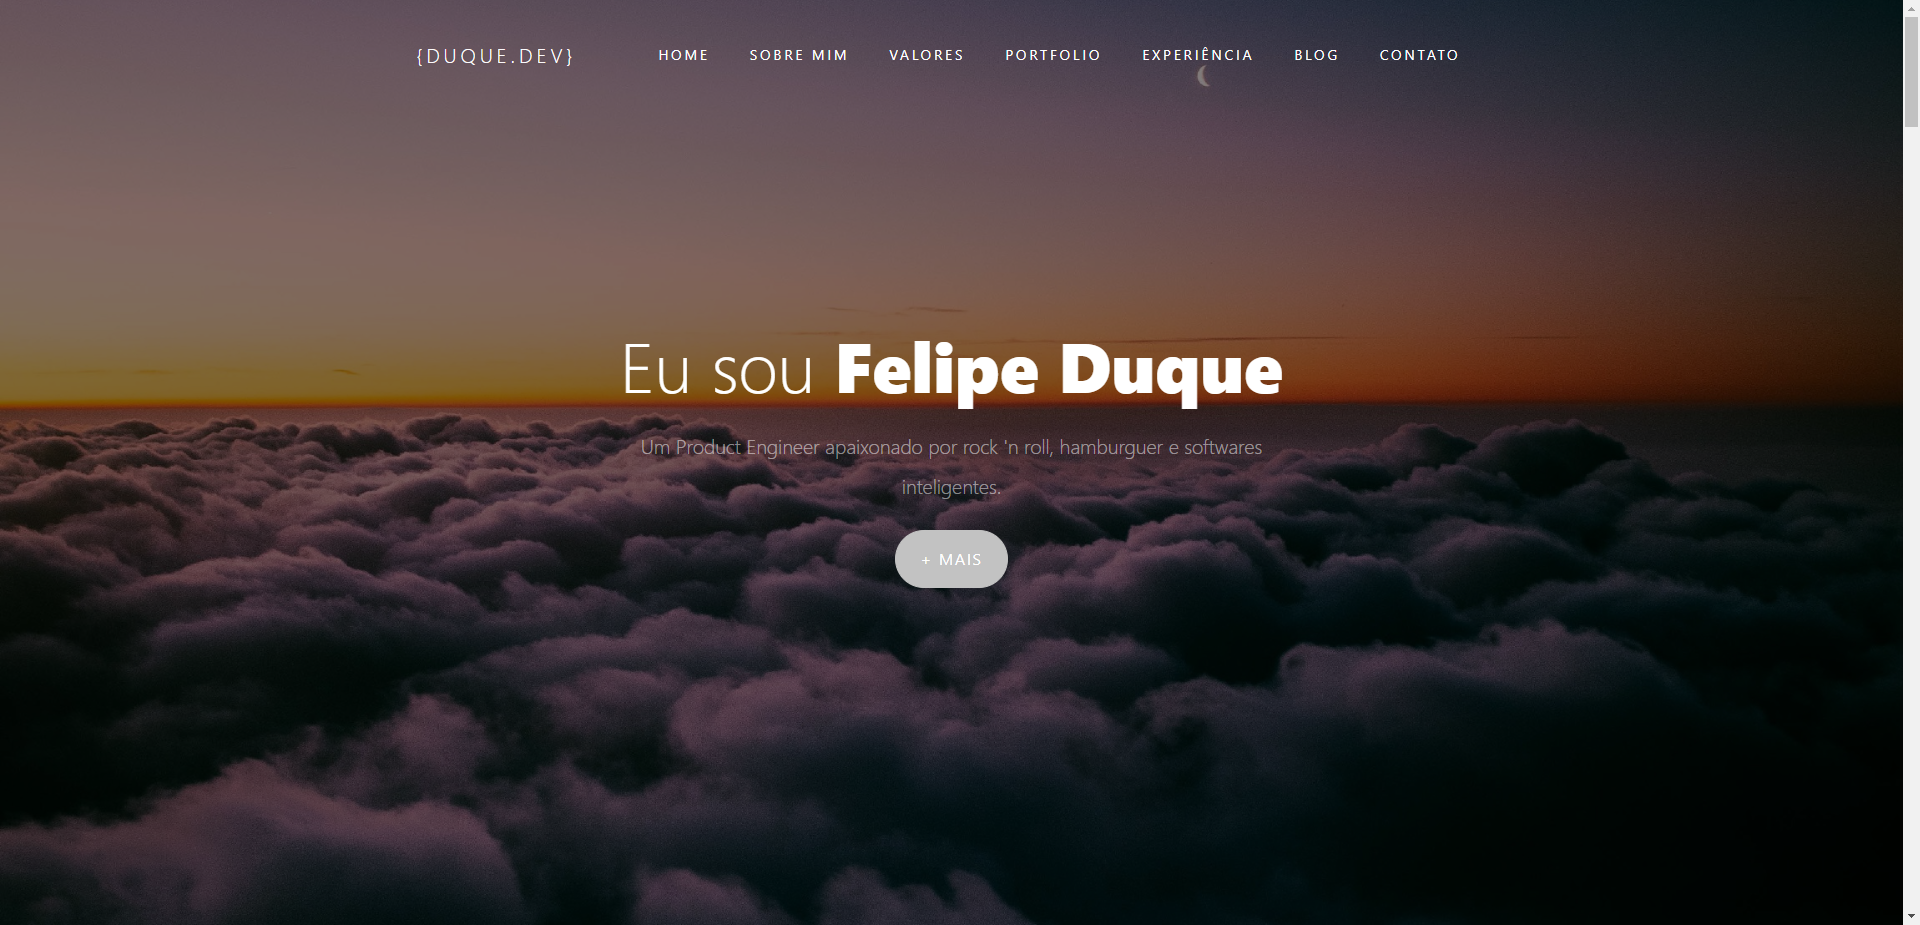 {DUQUE.DEV}
HOME
SOBRE MIM
VALORES
PORTFOLIO
EXPERIÊNCIA
BLOG
CONTATO
Eu sou Felipe Duque
Um Product Engineer apaixonado por rock 'n roll, hamburguer e softwares
inteligentes.
+ MAIS